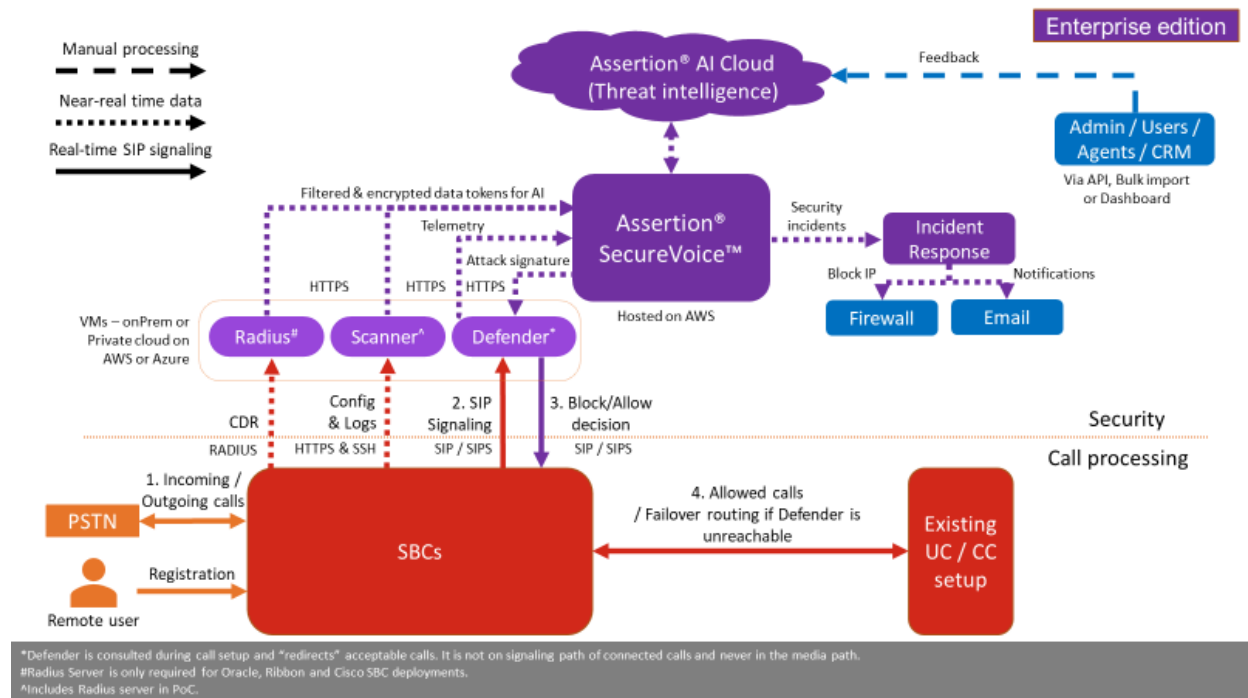 Enterprise edition
Manual processing
Near-real time data
Real-time SIP signaling
Assertion® AI Cloud
(Threat intelligence)
Feedback
Admin / Users /
Agents / CRM
Via API, Bulk import
or Dashboard
Filtered & encrypted data tokens for AI
Telemetry
Attack signature
HTTPS
HTTPS
HTTPS
Assertion®
SecureVoice™
Hosted on AWS
Security
incidents
Incident
Response
Block IP
Notifications
Firewall
Email
VMs – onPrem or
Private cloud on
AWS or Azure
Radius#
Scanner^
Defender*
CDR
Config
& Logs
2. SIP
Signaling
3. Block/Allow
decision
Security
RADIUS
HTTPS & SSH
SIP / SIPS
SIP / SIPS
Call processing
1. Incoming /
Outgoing calls
PSTN
Registration
Remote user
SBCs
4. Allowed calls
/ Failover routing if Defender is
unreachable
Existing
UC / CC
setup
*Defender is consulted during call setup and “redirects” acceptable calls. It is not on signaling path of connected calls and never in the media path.
#Radius Server is only required for Oracle, Ribbon and Cisco SBC deployments.
^Includes Radius server in PoC.